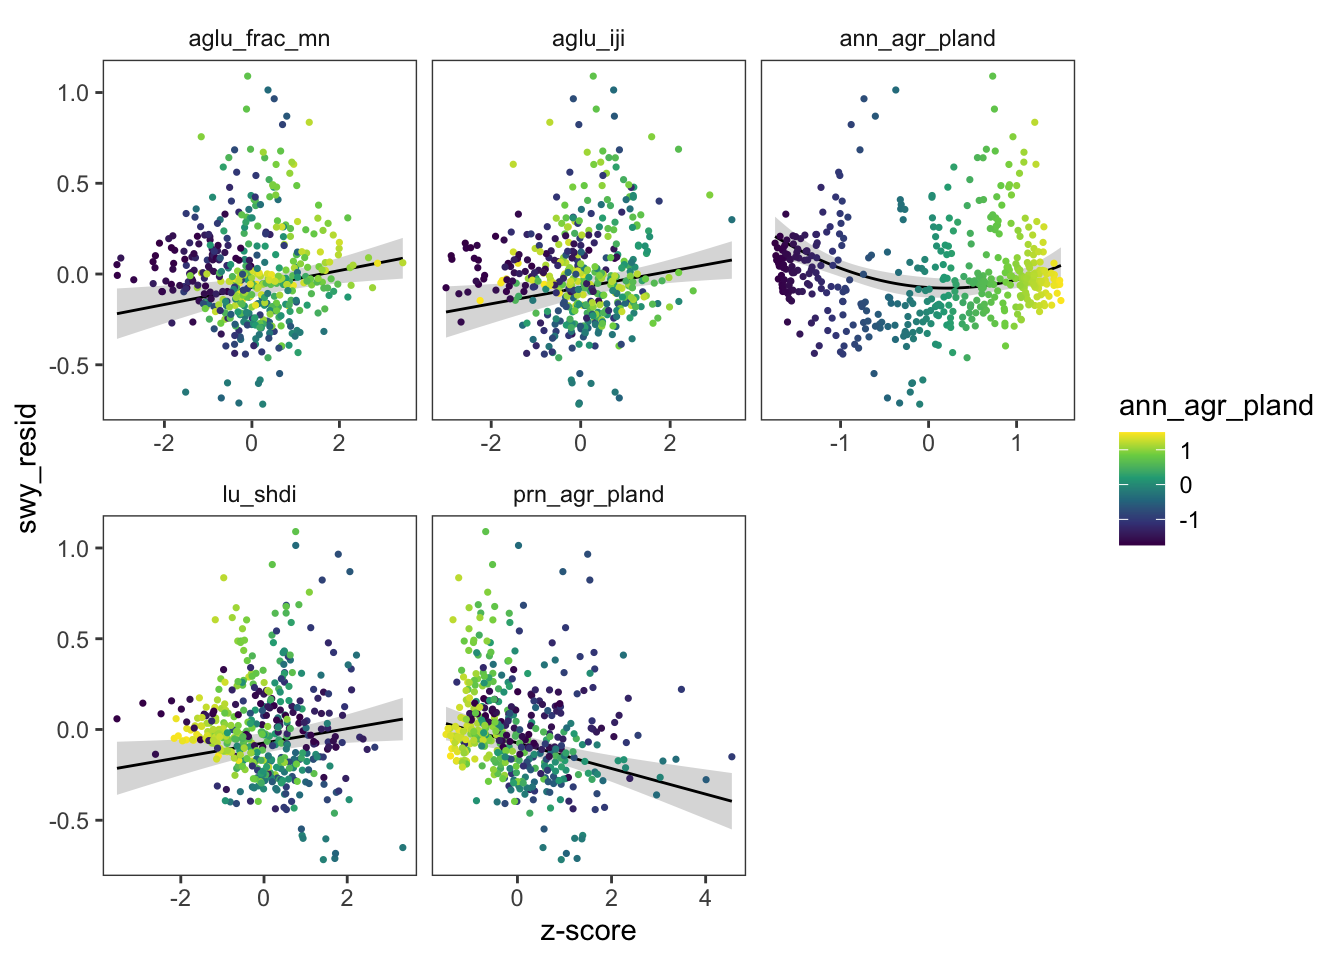 aglu_frac_mn aglu_iji ann_agr_pland
1.0
0.5
0.0
-0.5
-2 0 2 -2 0 2 -1 0 1
swy_resid
ann_agr_pland
1
0
-1
lu_shdi prn_agr_pland
1.0
0.5
0.0
-0.5
-2 0 2 0 2 4
z-score